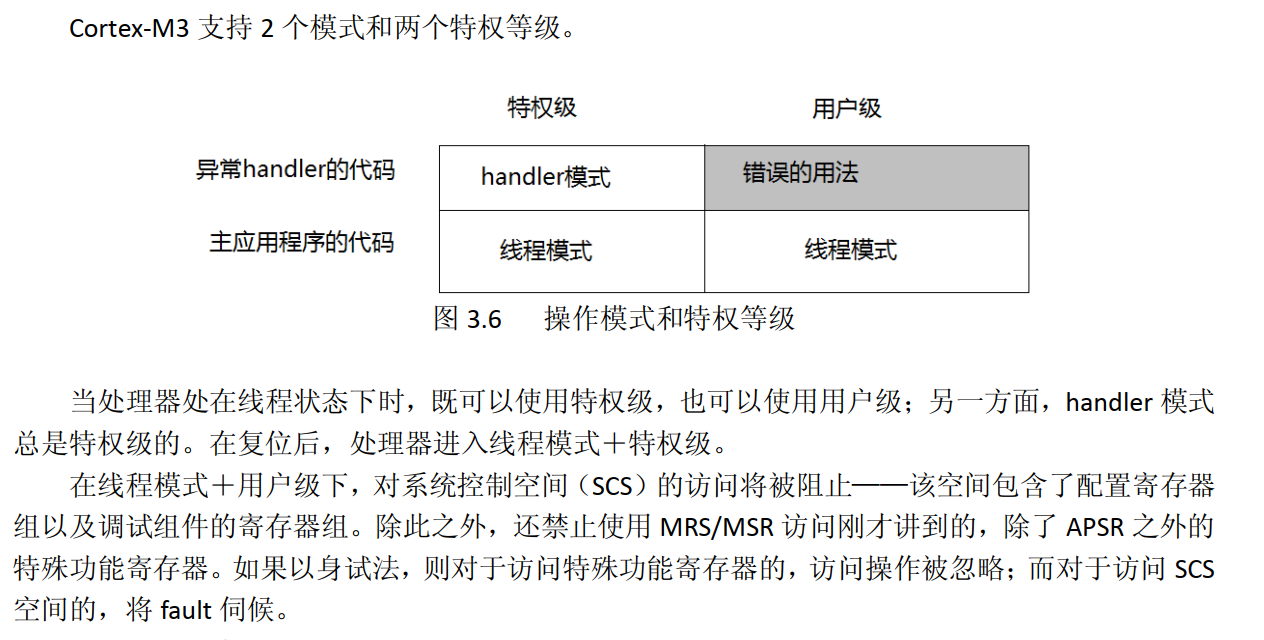 Cortex-M3 支持 2 个模式和两个特权等级。
特权级 用户级
异常handler的代码 handler模式 错误的用法
主应用程序的代码 线程模式 线程模式
图 3.6 操作模式和特权等级
当处理器处在线程状态下时，既可以使用特权级，也可以使用用户级；另一方面，handler 模式
总是特权级的。在复位后，处理器进入线程模式＋特权级。
在线程模式＋用户级下，对系统控制空间（SCS）的访问将被阻止——该空间包含了配置寄存器
组以及调试组件的寄存器组。除此之外，还禁止使用 MRS/MSR 访问刚才讲到的，除了 APSR 之外的
特殊功能寄存器。如果以身试法，则对于访问特殊功能寄存器的，访问操作被忽略；而对于访问 SCS
空间的，将 fault 伺候。